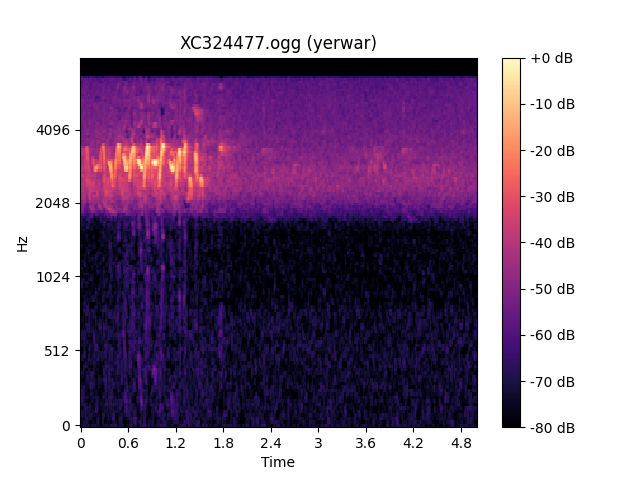 XC324477.ogg (yerwar)
Hz
4096
2048
1024
512
0
0 0.6 1.2 1.8 2.4 3 3.6 4.2 4.8
Time
+0 dB
-10 dB
-20 dB
-30 dB
-40 dB
-50 dB
-60 dB
-70 dB
-80 dB